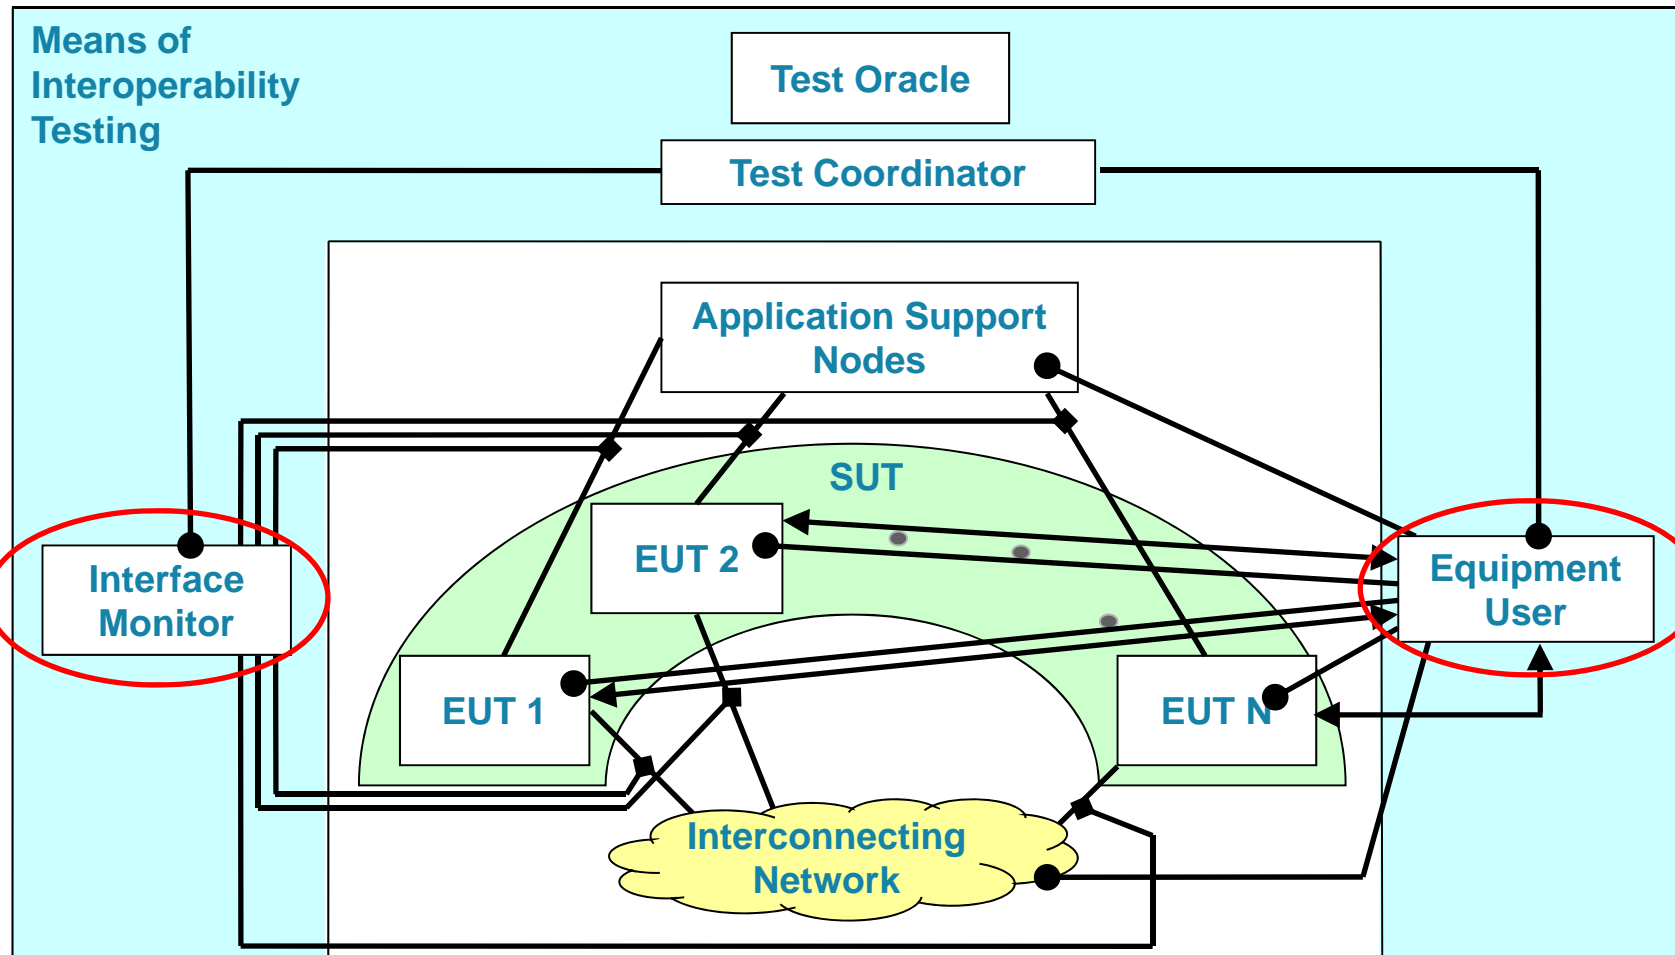 Means of
Interoperability
Testing
Test Oracle
Test Coordinator
Application Support
Nodes
SUT
EUT 2
Interface
Monitor
Equipment
User
EUT 1
EUT N
Interconnecting
Network